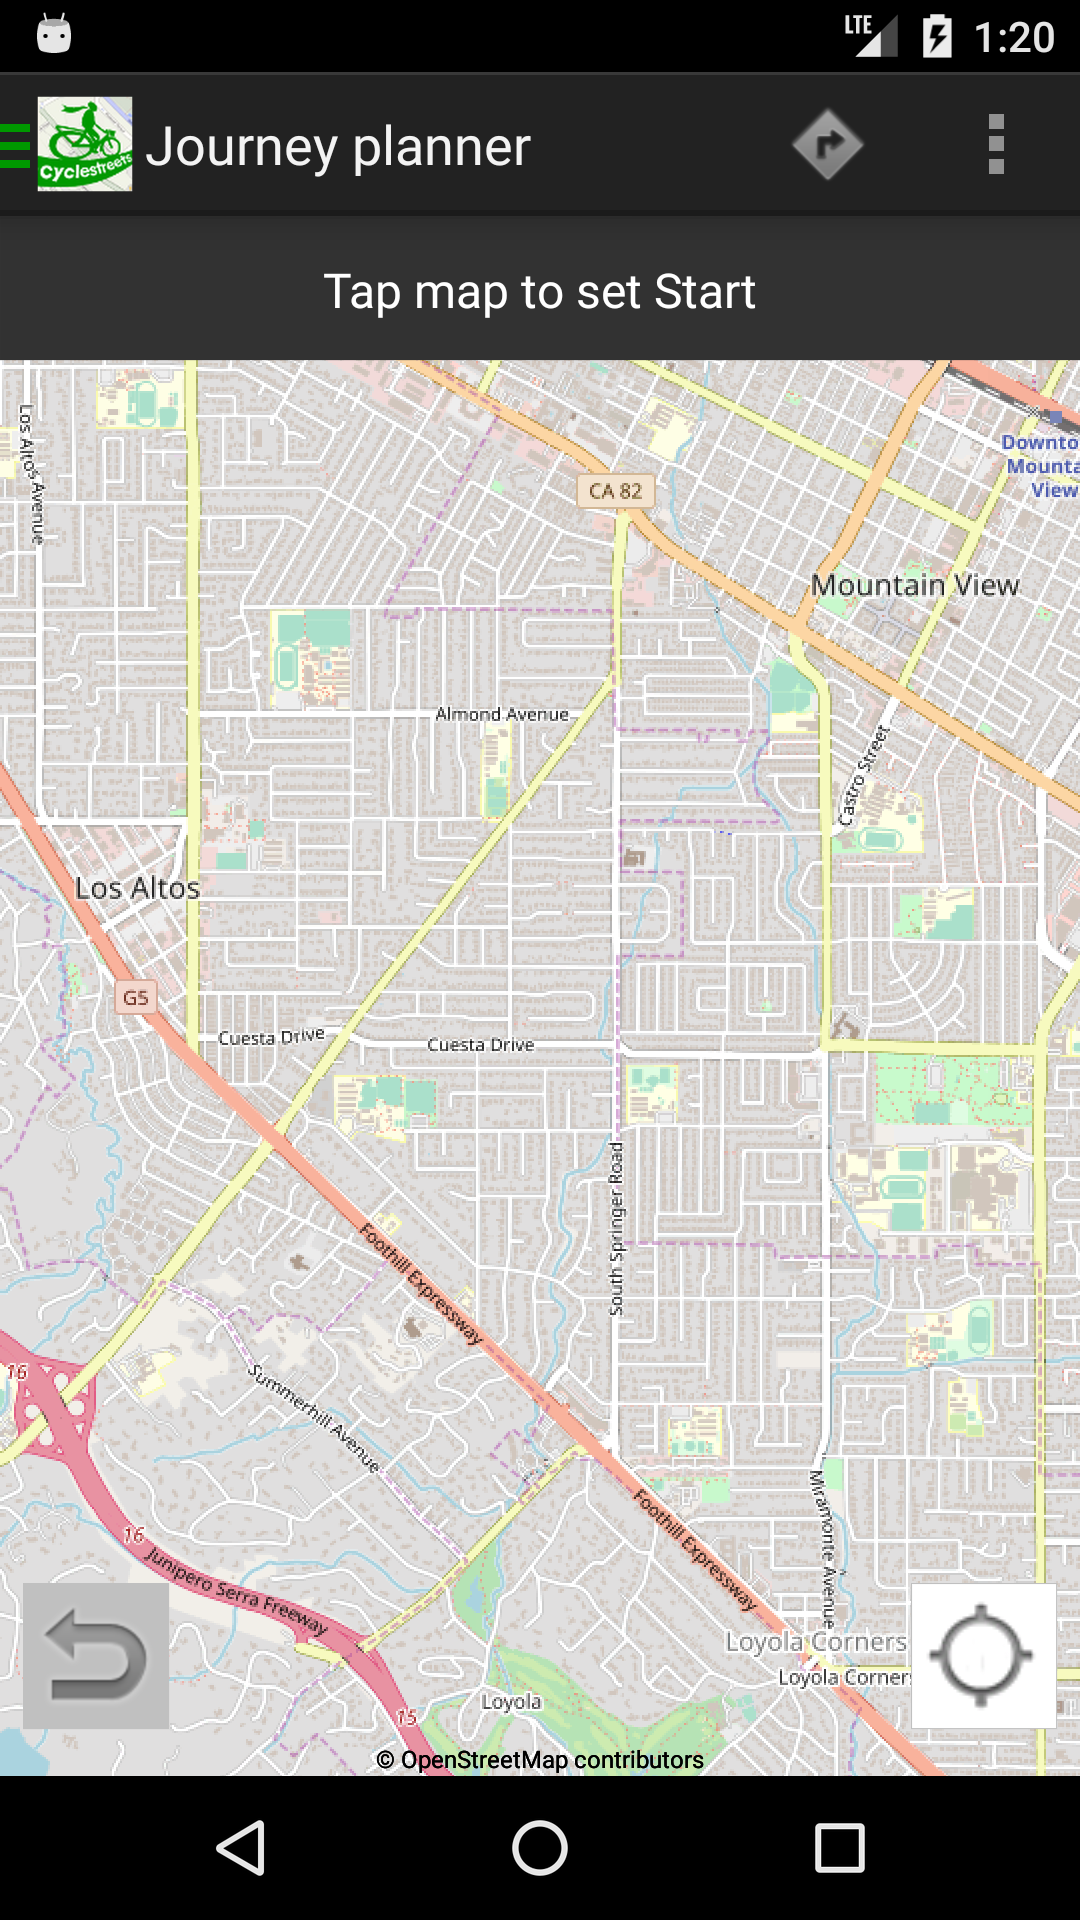 LTE
1:20
cyclestreets
Journey planner
Tap map to set Start
Los Altos Avenue
CA 82
Downto
Mounta
View
Mountain View
Almond Avenue
Castro Street
Los Altos
G5
Cuesta Drive
Cuesta Drive
South Springer Road
Foothill Expressway
16
Summerhill Avenue
16
Junipero Serra Freeway
Foothill Expressway
Miramonte Avenue
Loyola Corners
Loyola Corners
Loyola
15
© OpenStreetMap contributors